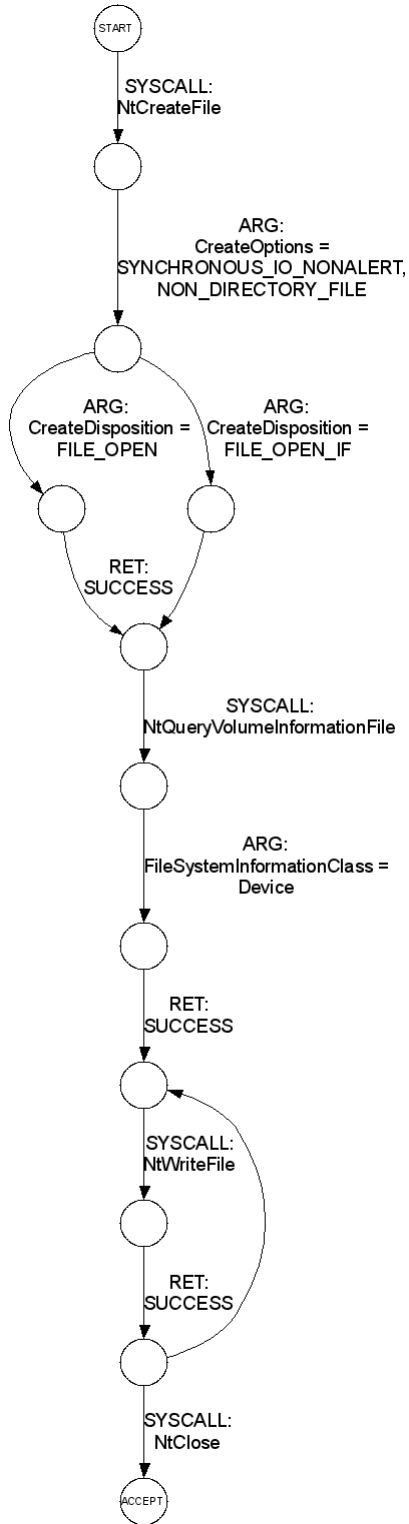 START
SYSCALL:
NtCreateFile
ARG:
CreateOptions =
SYNCHRONOUS_IO_NONALERT,
NON_DIRECTORY_FILE
ARG:
CreateDisposition =
FILE_OPEN
ARG:
CreateDisposition =
FILE_OPEN_IF
RET:
SUCCESS
SYSCALL:
NtQueryVolumeInformationFile
ARG:
FileSystemInformationClass =
Device
RET:
SUCCESS
SYSCALL:
NtWriteFile
RET:
SUCCESS
SYSCALL:
NtClose
ACCEPT